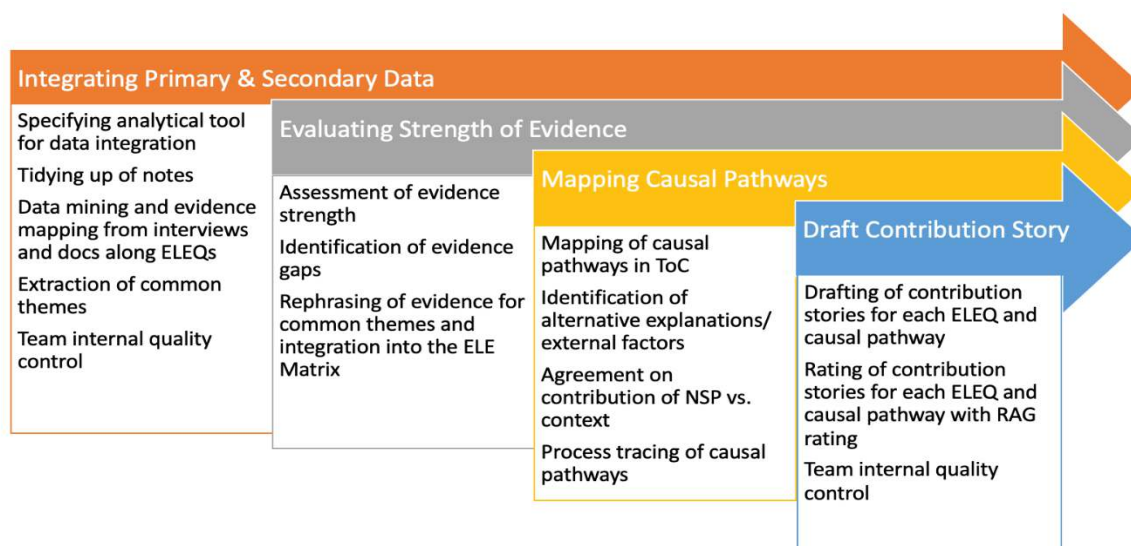 Integrating Primary & Secondary Data
Specifying analytical tool
for data integration
Tidying up of notes
Data mining and evidence
mapping from interviews
and docs along ELEQs
Extraction of common
themes
Team internal quality
control
Evaluating Strength of Evidence
Assessment of evidence
strength
Identification of evidence
gaps
Rephrasing of evidence for
common themes and
integration into the ELE
Matrix
Mapping Causal Pathways
Mapping of causal
pathways in ToC
Identification of
alternative explanations/
external factors
Agreement on
contribution of NSP vs.
context
Process tracing of causal
pathways
Draft Contribution Story
Drafting of contribution
stories for each ELEQ and
causal pathway
Rating of contribution
stories for each ELEQ and
causal pathway with RAG
rating
Team internal quality
control